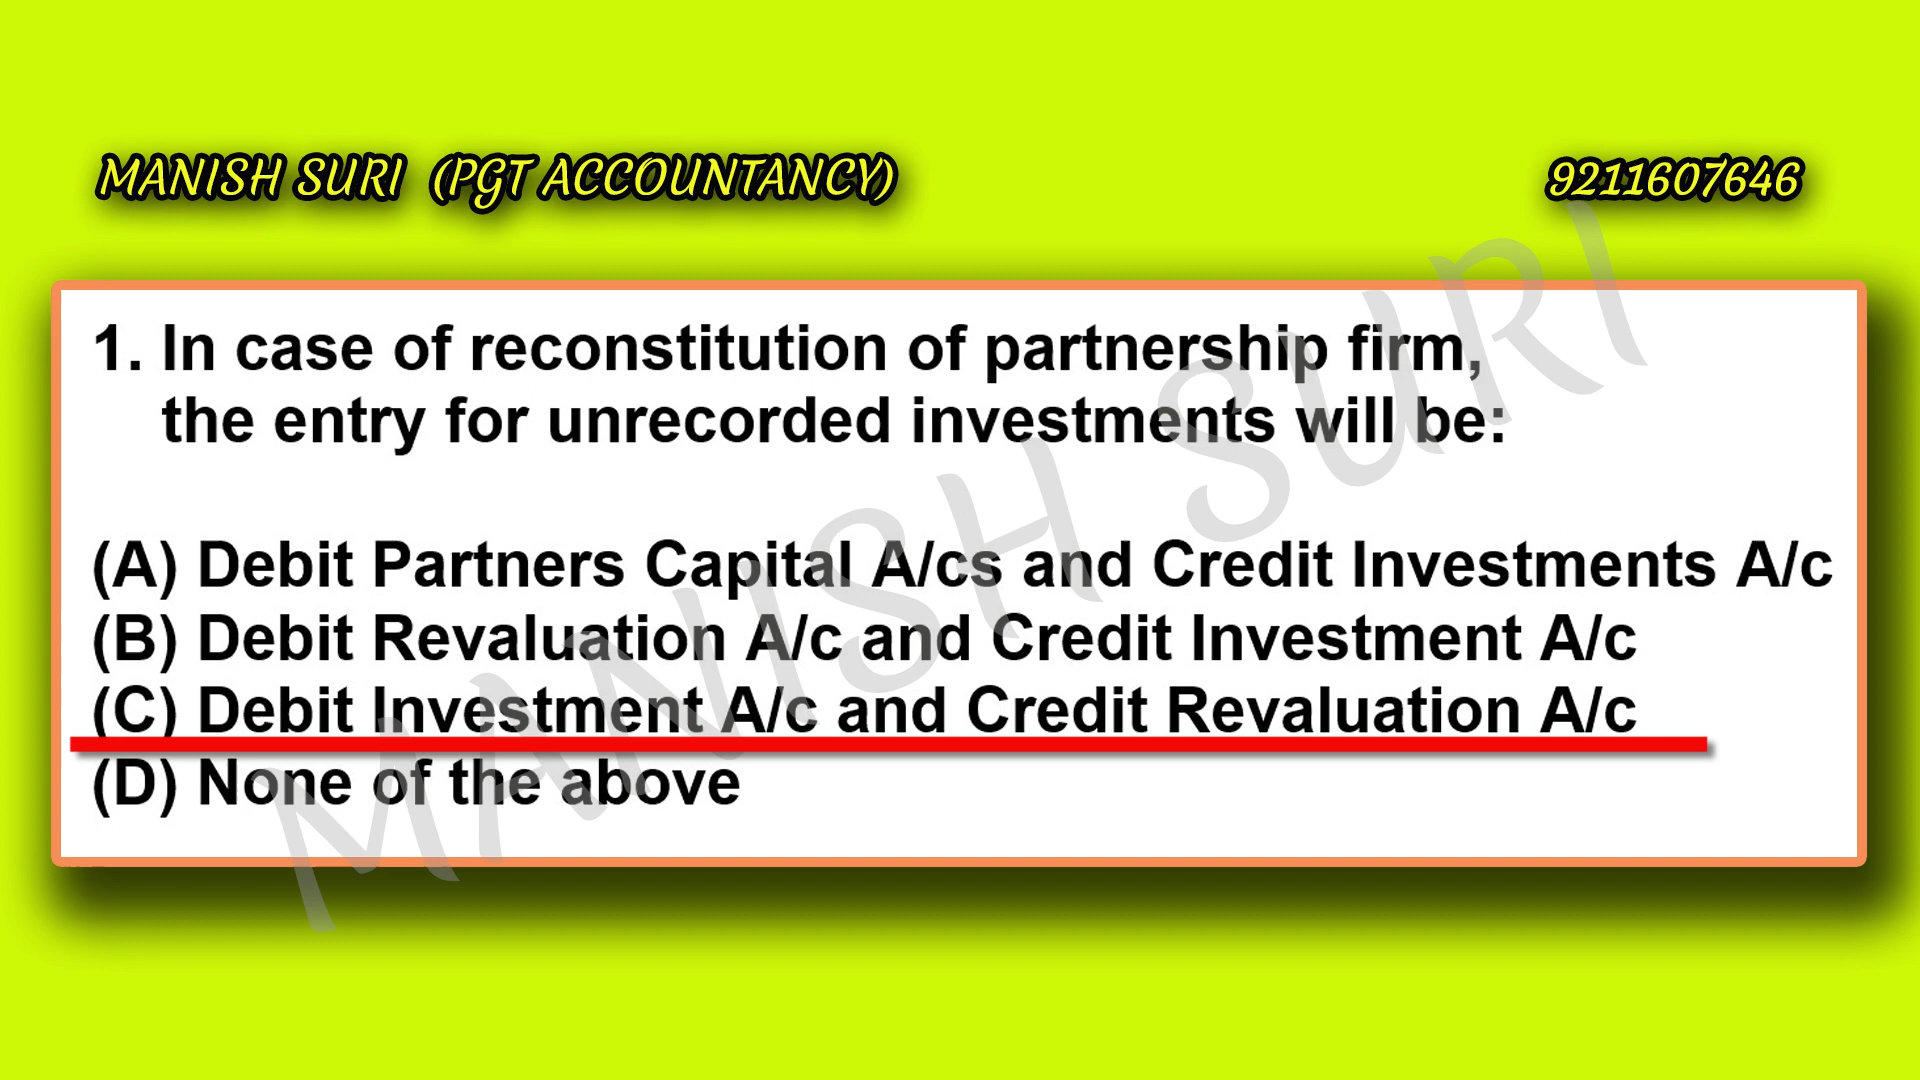 MANISH SURI (PGT ACCOUNTANCY)
9211607646
1. In case of reconstitution of partnership firm,
the entry for unrecorded investments will be:
(A) Debit Partners Capital A/cs and Credit Investments A/c
(B) Debit Revaluation A/c and Credit Investment A/c
(C) Debit Investment A/c and Credit Revaluation A/c
(D) None of the above
MANISH SURI